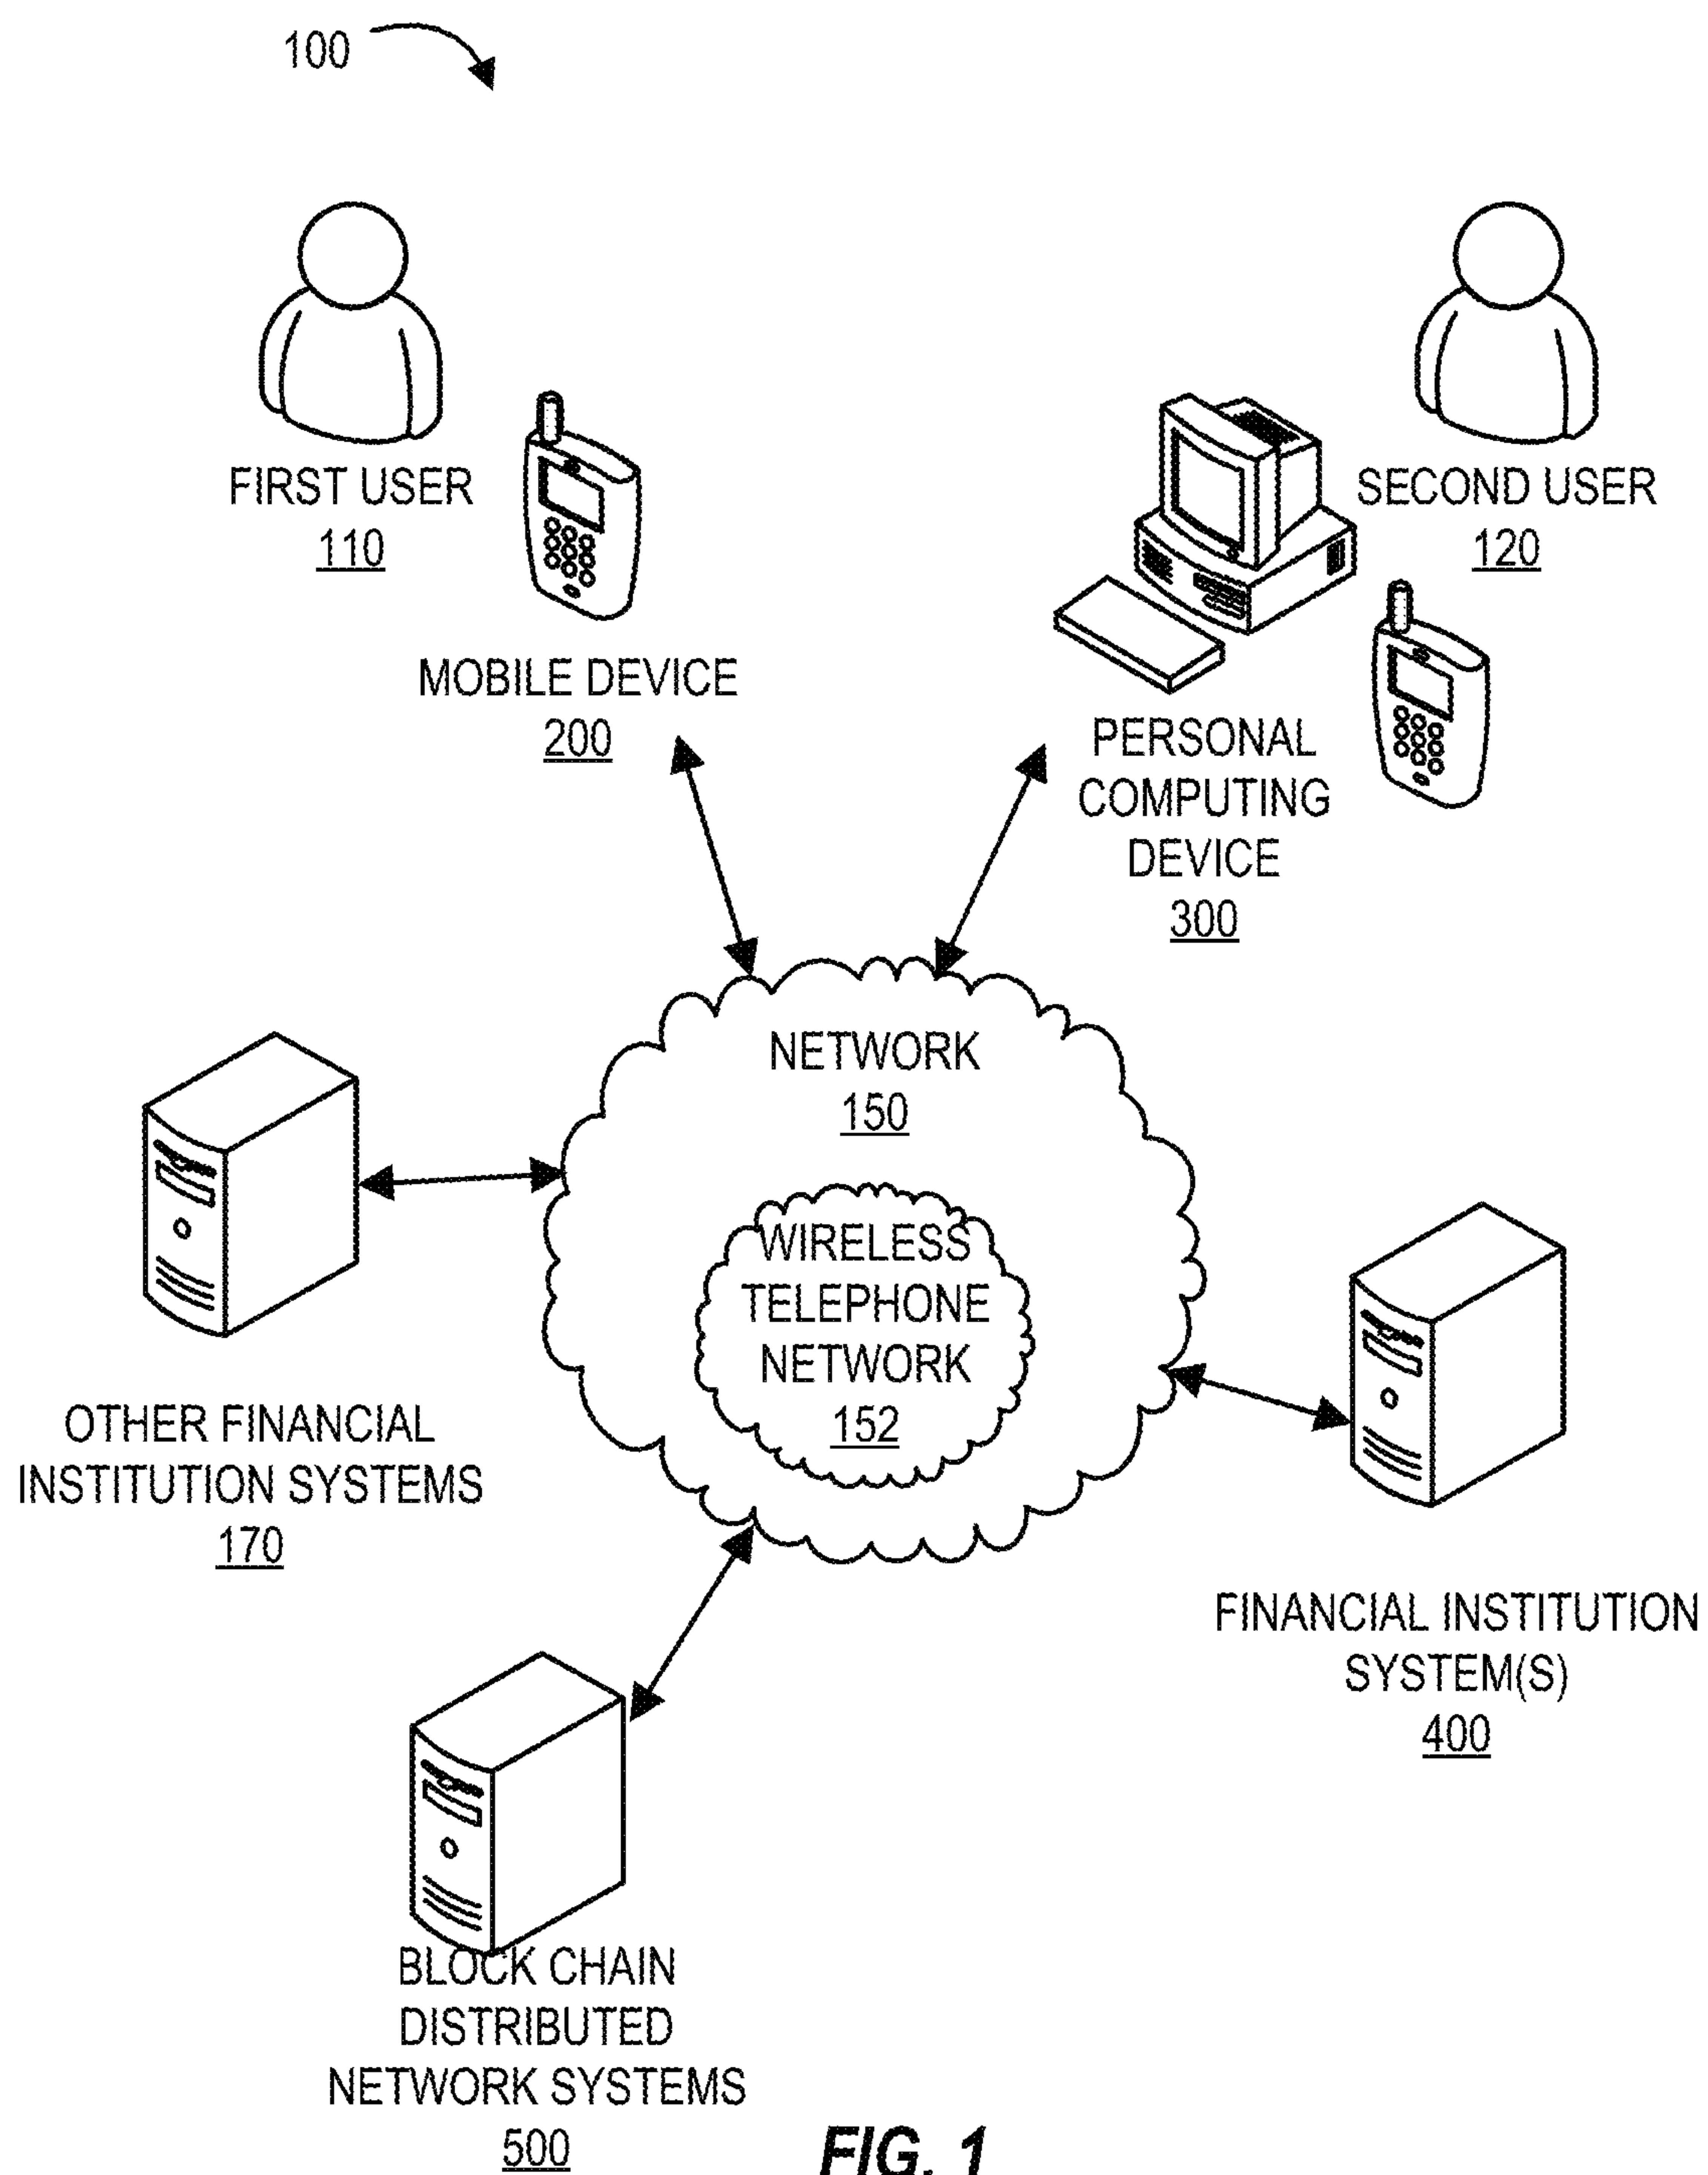 100
FIRST USER
110
SECOND USER
120
MOBILE DEVICE
200
PERSONAL
COMPUTING
DEVICE
300
NETWORK
150
WIRELESS
TELEPHONE
NETWORK
152
OTHER FINANCIAL
INSTITUTION SYSTEMS
170
FINANCIAL INSTITUTION
SYSTEM(S)
400
BLOCK CHAIN
DISTRIBUTED
NETWORK SYSTEMS
500
FIG. 1